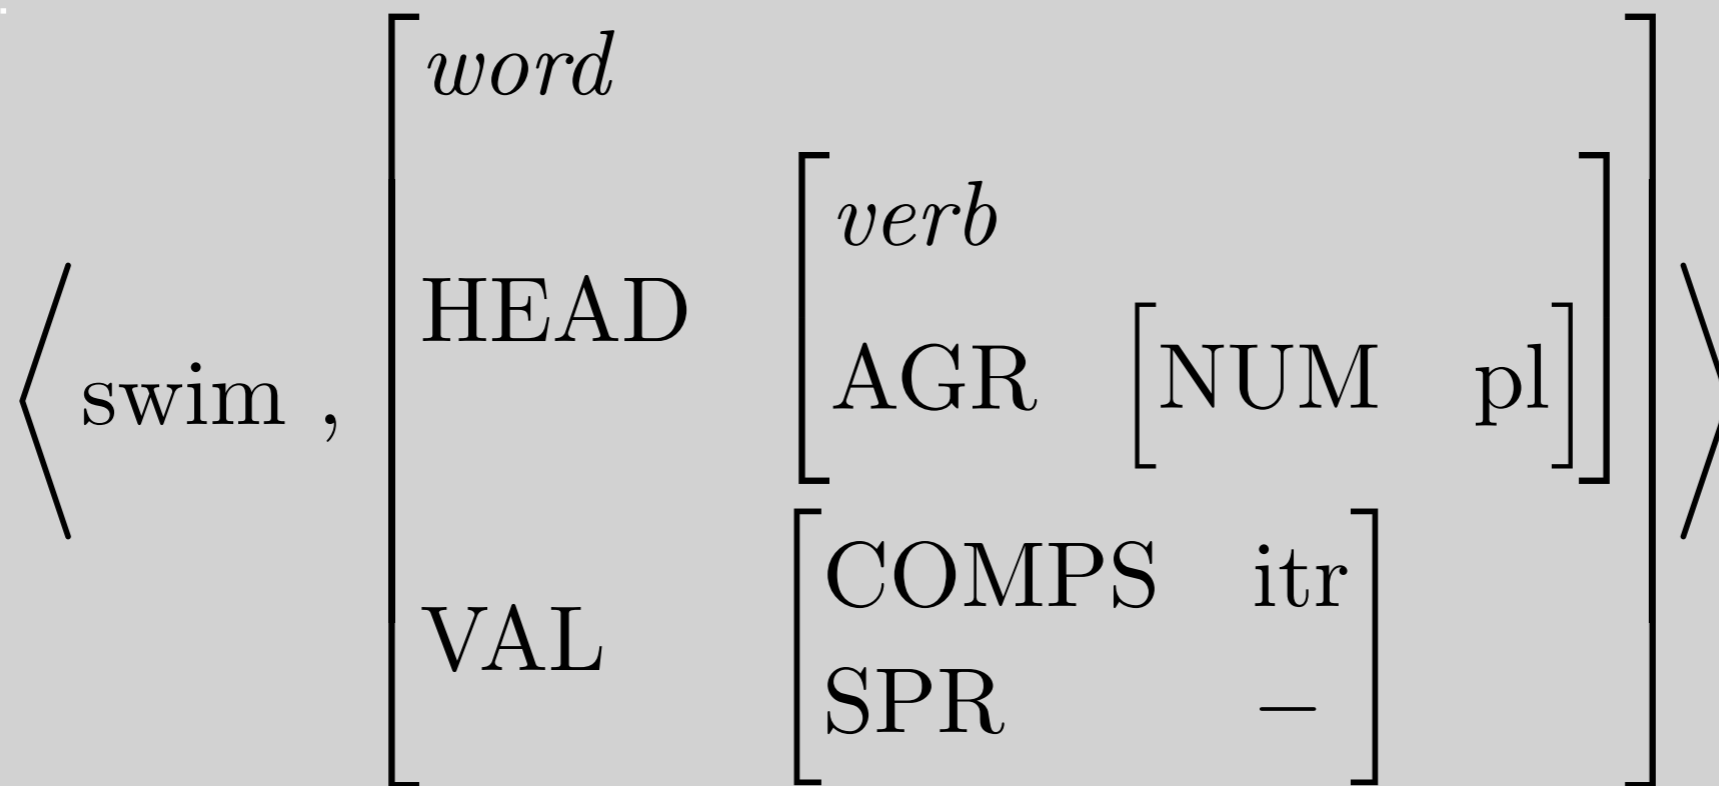 word
verb
HEAD
AGR [NUM pl]
⟨ swim ,
COMPS itr
VAL
SPR −